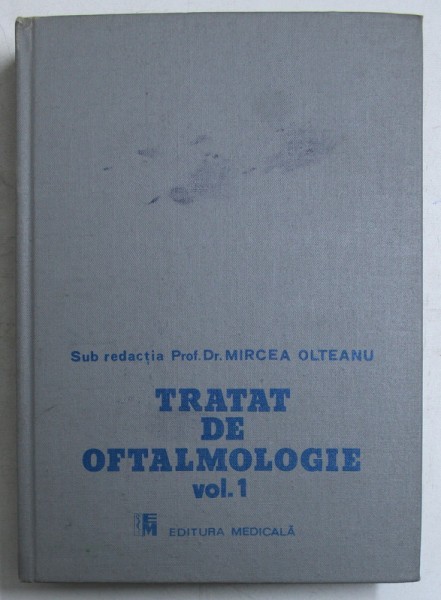 Sub redacția Prof. Dr. MIRCEA OLTEANU
TRATAT
DE
OFTALMOLOGIE
vol. 1
EM EDITURA MEDICALĂ